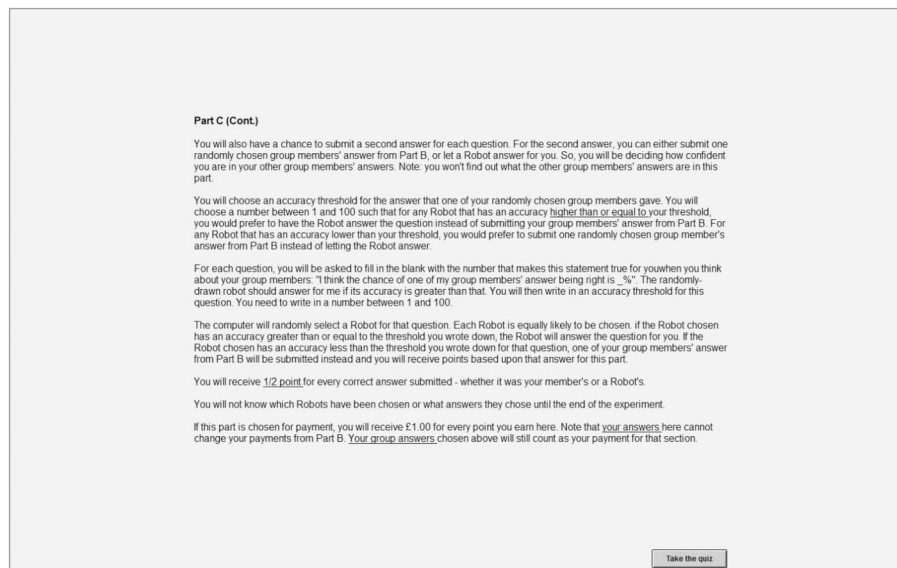 Part C (Cont.)
You will also have a chance to submit a second answer for each question. For the second answer, you can either submit one
randomly chosen group members' answer from Part B, or let a Robot answer for you. So, you will be deciding how confident
you are in your other group members' answers. Note: you won't find out what the other group members' answers are in this
part.
You will choose an accuracy threshold for the answer that one of your randomly chosen group members gave. You will
choose a number between 1 and 100 such that for any Robot that has an accuracy higher than or equal to your threshold,
you would prefer to have the Robot answer the question instead of submitting your group members' answer from Part B. For
any Robot that has an accuracy lower than your threshold, you would prefer to submit one randomly chosen group member's
answer from Part B instead of letting the Robot answer.
For each question, you will be asked to fill in the blank with the number that makes this statement true for youwhen you think
about your group members: "I think the chance of one of my group members' answer being right is _%". The randomly-
drawn robot should answer for me if its accuracy is greater than that. You will then write in an accuracy threshold for this
question. You need to write in a number between 1 and 100.
The computer will randomly select a Robot for that question. Each Robot is equally likely to be chosen. if the Robot chosen
has an accuracy greater than or equal to the threshold you wrote down, the Robot will answer the question for you. If the
Robot chosen has an accuracy less than the threshold you wrote down for that question, one of your group members' answer
from Part B will be submitted instead and you will receive points based upon that answer for this part.
You will receive 1/2 point for every correct answer submitted - whether it was your member's or a Robot's.
You will not know which Robots have been chosen or what answers they chose until the end of the experiment.
If this part is chosen for payment, you will receive £1.00 for every point you earn here. Note that your answers here cannot
change your payments from Part B. Your group answers chosen above will still count as your payment for that section.
Take the quiz